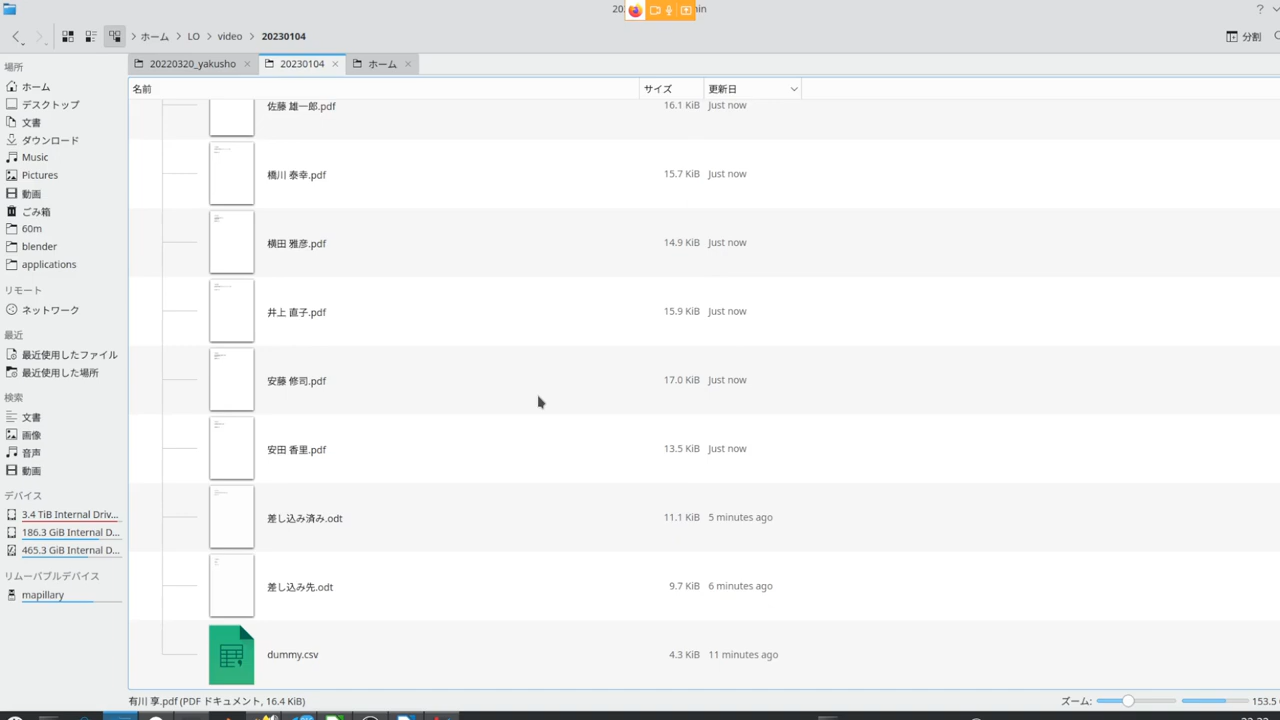 ホーム LO video 20230104
分割
20220320_yakusho 20230104 ホーム
場所
ホーム
デスクトップ
文書
ダウンロード
Music
Pictures
動画
ごみ箱
60m
blender
applications
リモート
ネットワーク
最近
最近使用したファイル
最近使用した場所
検索
文書
画像
音声
動画
デバイス
3.4 TiB Internal Driv...
186.3 GiB Internal D...
465.3 GiB Internal D...
リムーバブルデバイス
mapillary
名前 サイズ 更新日
佐藤 雄一郎.pdf 16.1 KiB Just now
橋川 泰幸.pdf 15.7 KiB Just now
横田 雅彦.pdf 14.9 KiB Just now
井上 直子.pdf 15.9 KiB Just now
安藤 修司.pdf 17.0 KiB Just now
安田 香里.pdf 13.5 KiB Just now
差し込み済み.odt 11.1 KiB 5 minutes ago
差し込み先.odt 9.7 KiB 6 minutes ago
dummy.csv 4.3 KiB 11 minutes ago
有川 享.pdf (PDF ドキュメント, 16.4 KiB)
ズーム: 153.5